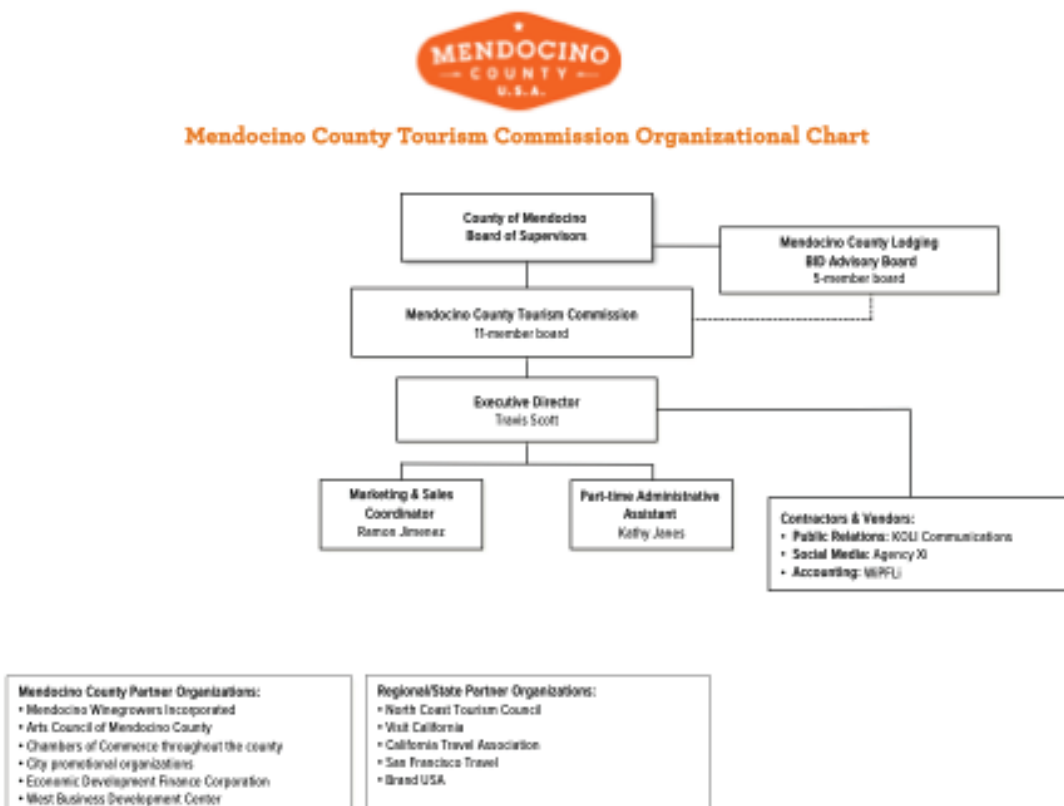 MENDOCINO
COUNTY
U.S.A.
Mendocino County Tourism Commission Organizational Chart
County of Mendocino
Board of Supervisors
Mendocino County Lodging
BID Advisory Board
5-member board
Mendocino County Tourism Commission
11-member board
Executive Director
Travis Scott
Marketing & Sales
Coordinator
Ramon Jimenez
Part-time Administrative
Assistant
Kathy Janes
Contractors & Vendors:
• Public Relations: KOLI Communications
• Social Media: Agency XI
• Accounting: WIPFLi
Mendocino County Partner Organizations:
• Mendocino Winegrowers Incorporated
• Arts Council of Mendocino County
• Chambers of Commerce throughout the county
• City promotional organizations
• Economic Development Finance Corporation
• West Business Development Center
Regional/State Partner Organizations:
• North Coast Tourism Council
• Visit California
• California Travel Association
• San Francisco Travel
• Brand USA